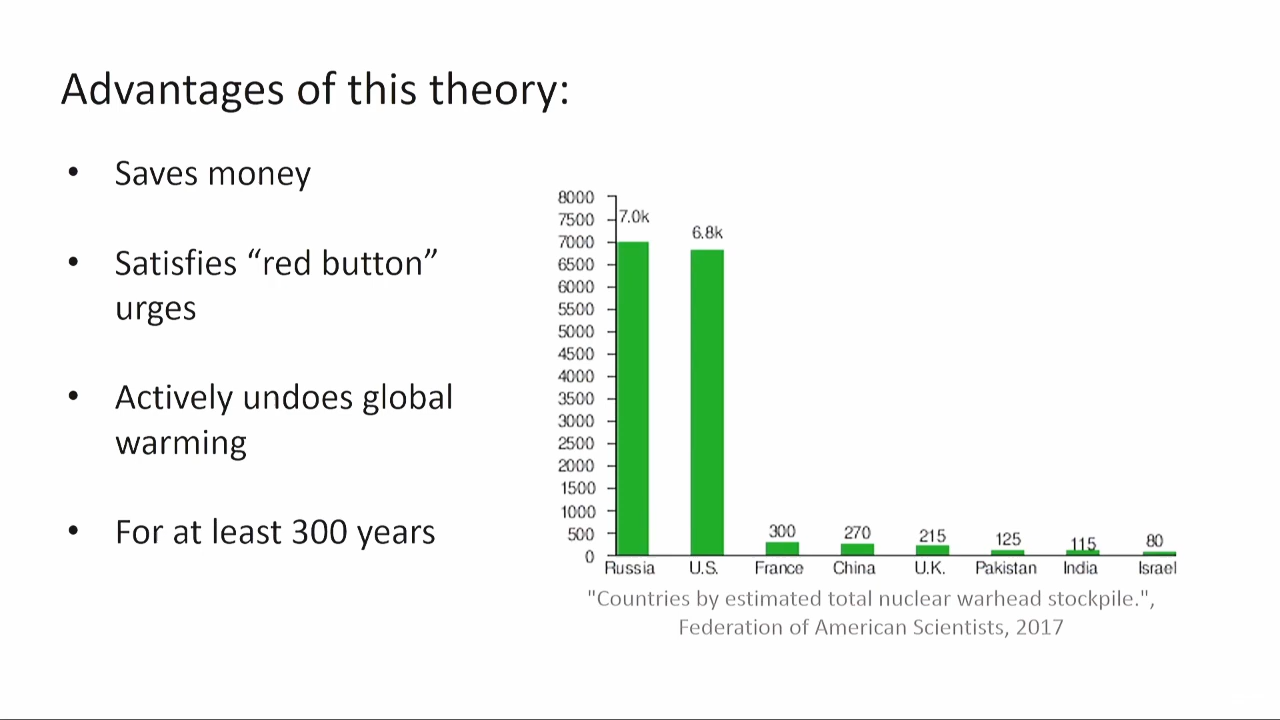 Advantages of this theory:
• Saves money
• Satisfies “red button”
urges
• Actively undoes global
warming
• For at least 300 years
8000
7500
7000
6500
6000
5500
5000
4500
4000
3500
3000
2500
2000
1500
1000
500
0
7.0k
6.8k
300
270
215
125
115
80
Russia U.S. France China U.K. Pakistan India Israel
"Countries by estimated total nuclear warhead stockpile.",
Federation of American Scientists, 2017